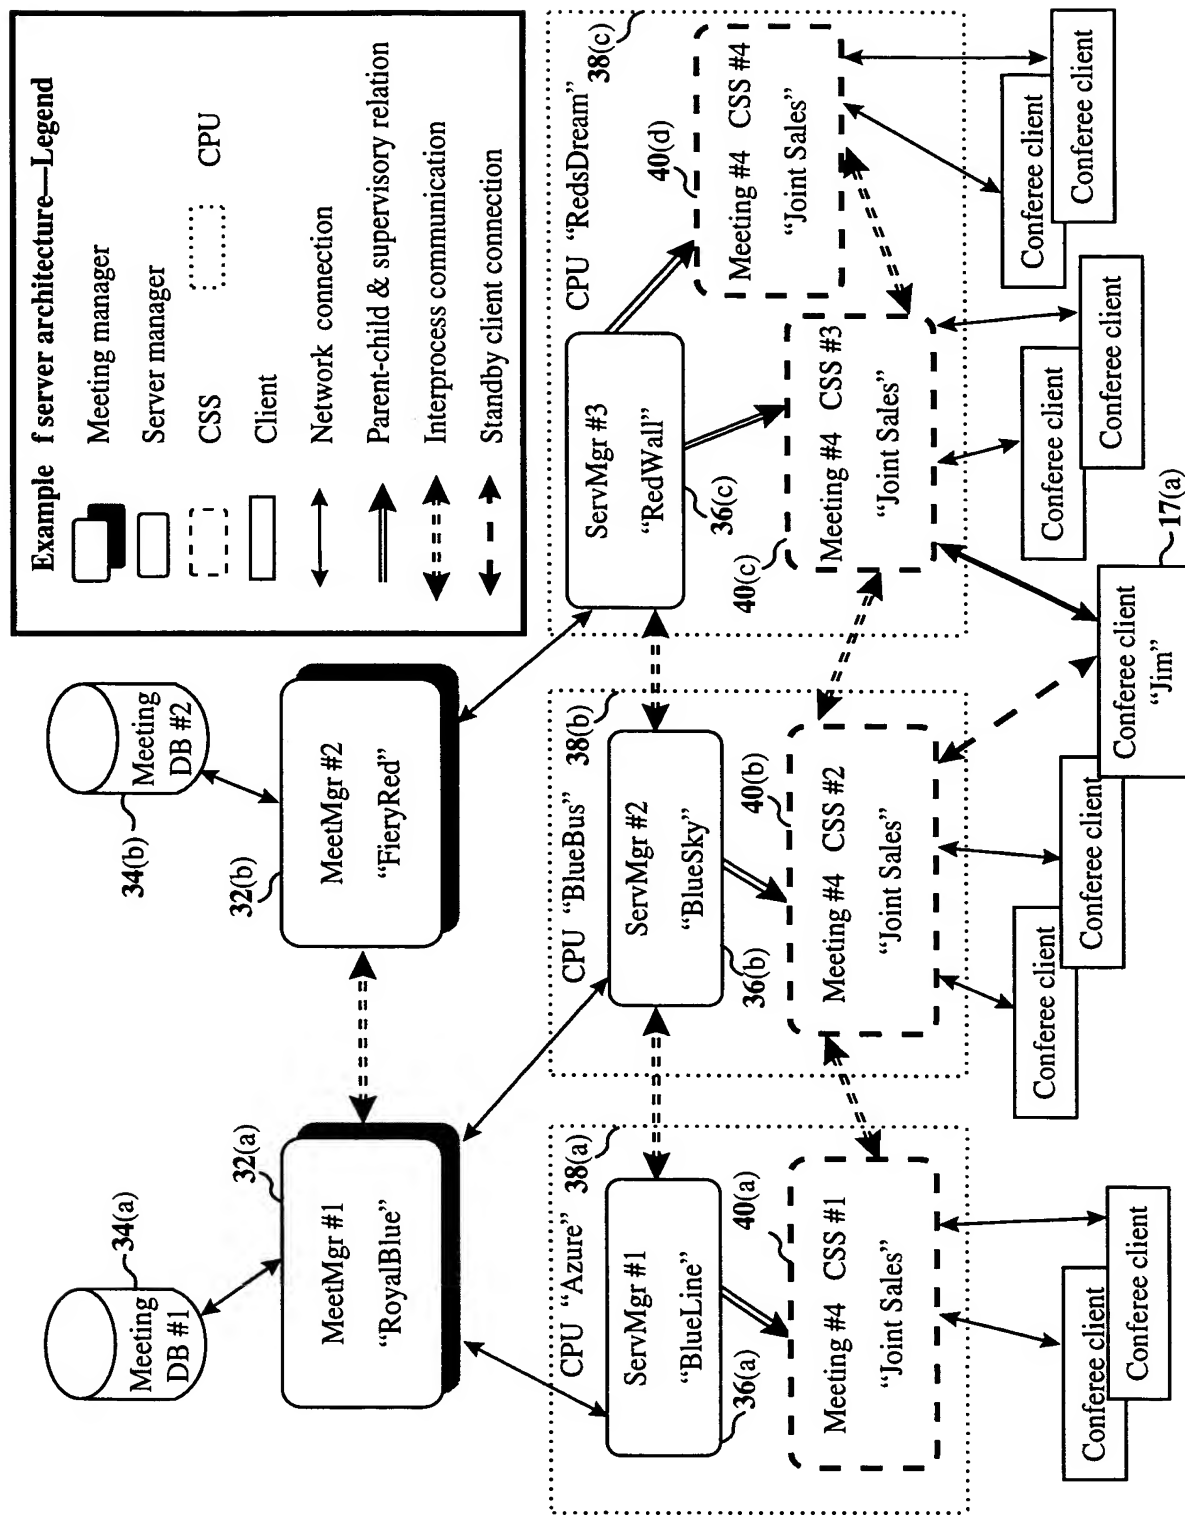 Example f server architecture—Legend
Meeting manager
Server manager
CSS
CPU
Client
Network connection
Parent-child & supervisory relation
Interprocess communication
Standby client connection
34(a)
Meeting
DB #1
32(a)
MeetMgr #1
“RoyalBlue”
34(b)
Meeting
DB #2
32(b)
MeetMgr #2
“FieryRed”
CPU “Azure”
38(a)
ServMgr #1
“BlueLine”
36(a)
40(a)
Meeting #4 CSS #1
“Joint Sales”
Conferee client
Conferee client
CPU “BlueBus”
38(b)
ServMgr #2
“BlueSky”
36(b)
40(b)
Meeting #4 CSS #2
“Joint Sales”
Conferee client
Conferee client
Conferee client
“Jim”
17(a)
CPU “RedsDream”
38(c)
ServMgr #3
“RedWall”
36(c)
40(c)
Meeting #4 CSS #3
“Joint Sales”
40(d)
Meeting #4 CSS #4
“Joint Sales”
Conferee client
Conferee client
Conferee client
Conferee client